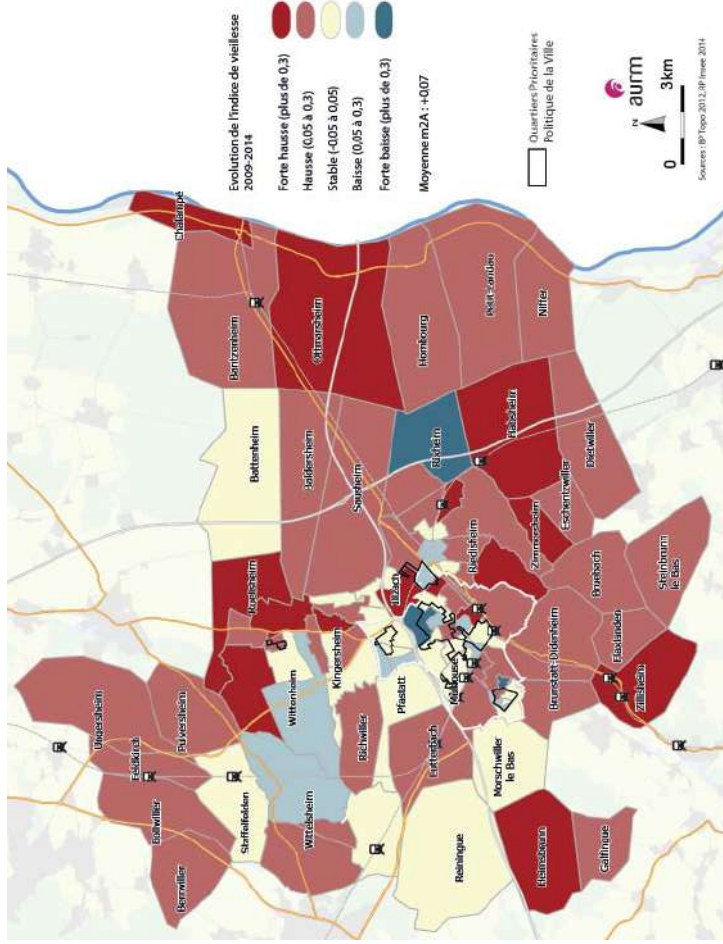 Evolution de l'indice de vieillesse
2009-2014
Forte hausse (plus de 0,3)
Hausse (0,05 à 0,3)
Stable (-0,05 à 0,05)
Baisse (0,05 à 0,3)
Forte baisse (plus de 0,3)
Moyenne m2A : +0,07
Quartiers Prioritaires
Politique de la Ville
aurm
N
0
3km
Sources : BP Topo 2012, RP Insee 2014
Chalampé
Bantzenheim
Ottmarsheim
Hombourg
Petit-Landau
Niffer
Battenheim
Baldersheim
Sausheim
Rixheim
Habsheim
Eschentzwiller
Dietwiller
Zimmersheim
Riedisheim
Bruebach
Steinbrunn
le Bas
Flaxlanden
Zillisheim
Brunstatt-Didenheim
Illzach
Mulhouse
Ruelisheim
Kingersheim
Wittenheim
Pfastatt
Richwiller
Lutterbach
Morschwiller
le Bas
Ungersheim
Pulversheim
Feldkirch
Bollwiller
Berrwiller
Staffelfelden
Wittelsheim
Reiningue
Heimsbrunn
Galfingue